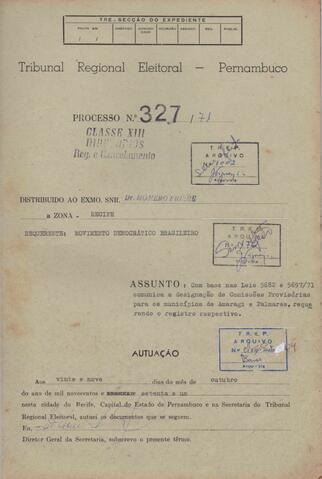 TRE-SECÇÃO DO EXPEDIENTE
Tribunal Regional Eleitoral — Pernambuco
PROCESSO N.º 327/71
CLASSE XIII
DIRETÓRIOS
Reg. e Cancelamento
T. R. E. P.
ARQUIVO
DISTRIBUIDO AO EXMO. SNR. Dr. HOMERO FREIRE
a ZONA - RECIFE
REQUERENTE: MOVIMENTO DEMOCRÁTICO BRASILEIRO
T. R. E. P.
ARQUIVO
ASSUNTO : Com base nas Leis 5682 e 5697/71
comunica a designação de Comissões Provisórias
para os municípios de Amaragi e Palmares, reque
rendo o registro respectivo.
T R E P
ARQUIVO
AUTUAÇÃO
Aos vinte e nove dias do mês de outubro
do ano de mil novecentos e setenta e um
nesta cidade do Recife, Capital do Estado de Pernambuco e na Secretaria do Tribunal
Regional Eleitoral, autuei os documentos que se seguem.
Eu,
Diretor Geral da Secretaria, subscrevo o presente têrmo.